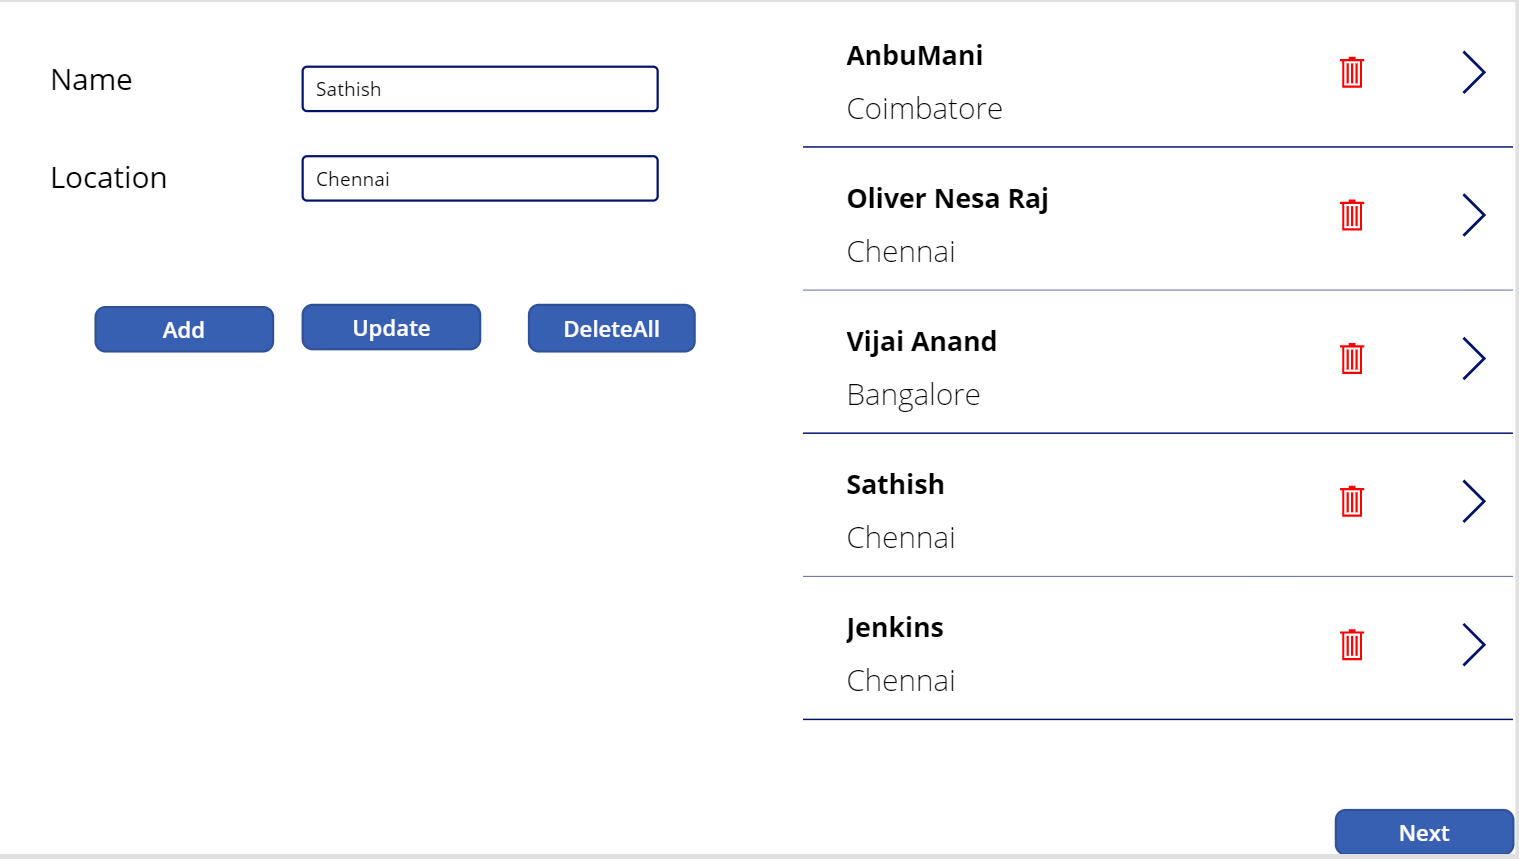 Name
Sathish
Location
Chennai
Add
Update
DeleteAll
AnbuMani
Coimbatore
Oliver Nesa Raj
Chennai
Vijai Anand
Bangalore
Sathish
Chennai
Jenkins
Chennai
Next